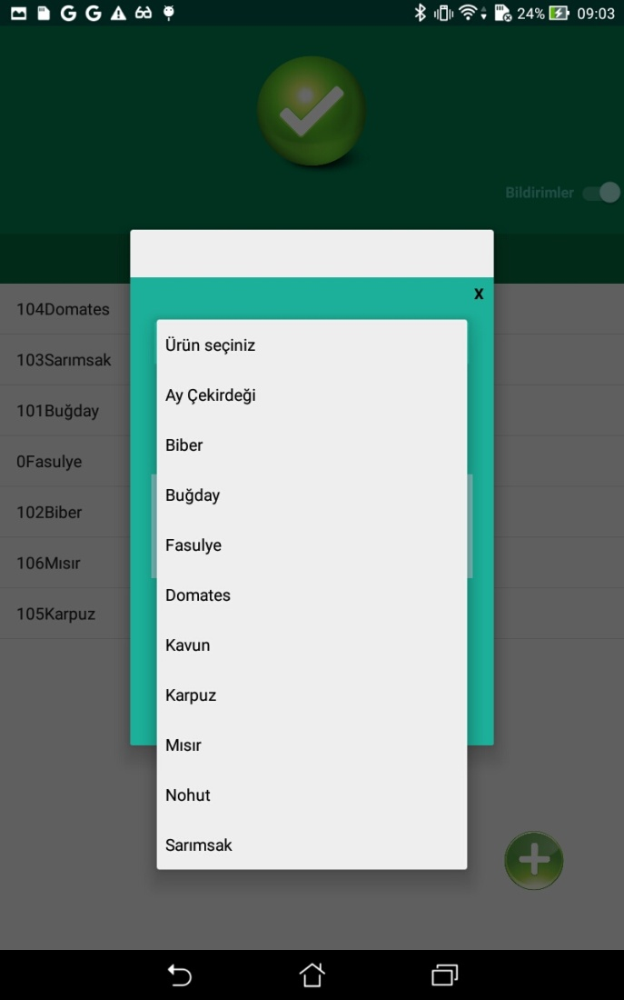 24% 09:03
Bildirimler
X
104Domates
103Sarımsak
101Buğday
0Fasulye
102Biber
106Mısır
105Karpuz
Ürün seçiniz
Ay Çekirdeği
Biber
Buğday
Fasulye
Domates
Kavun
Karpuz
Mısır
Nohut
Sarımsak